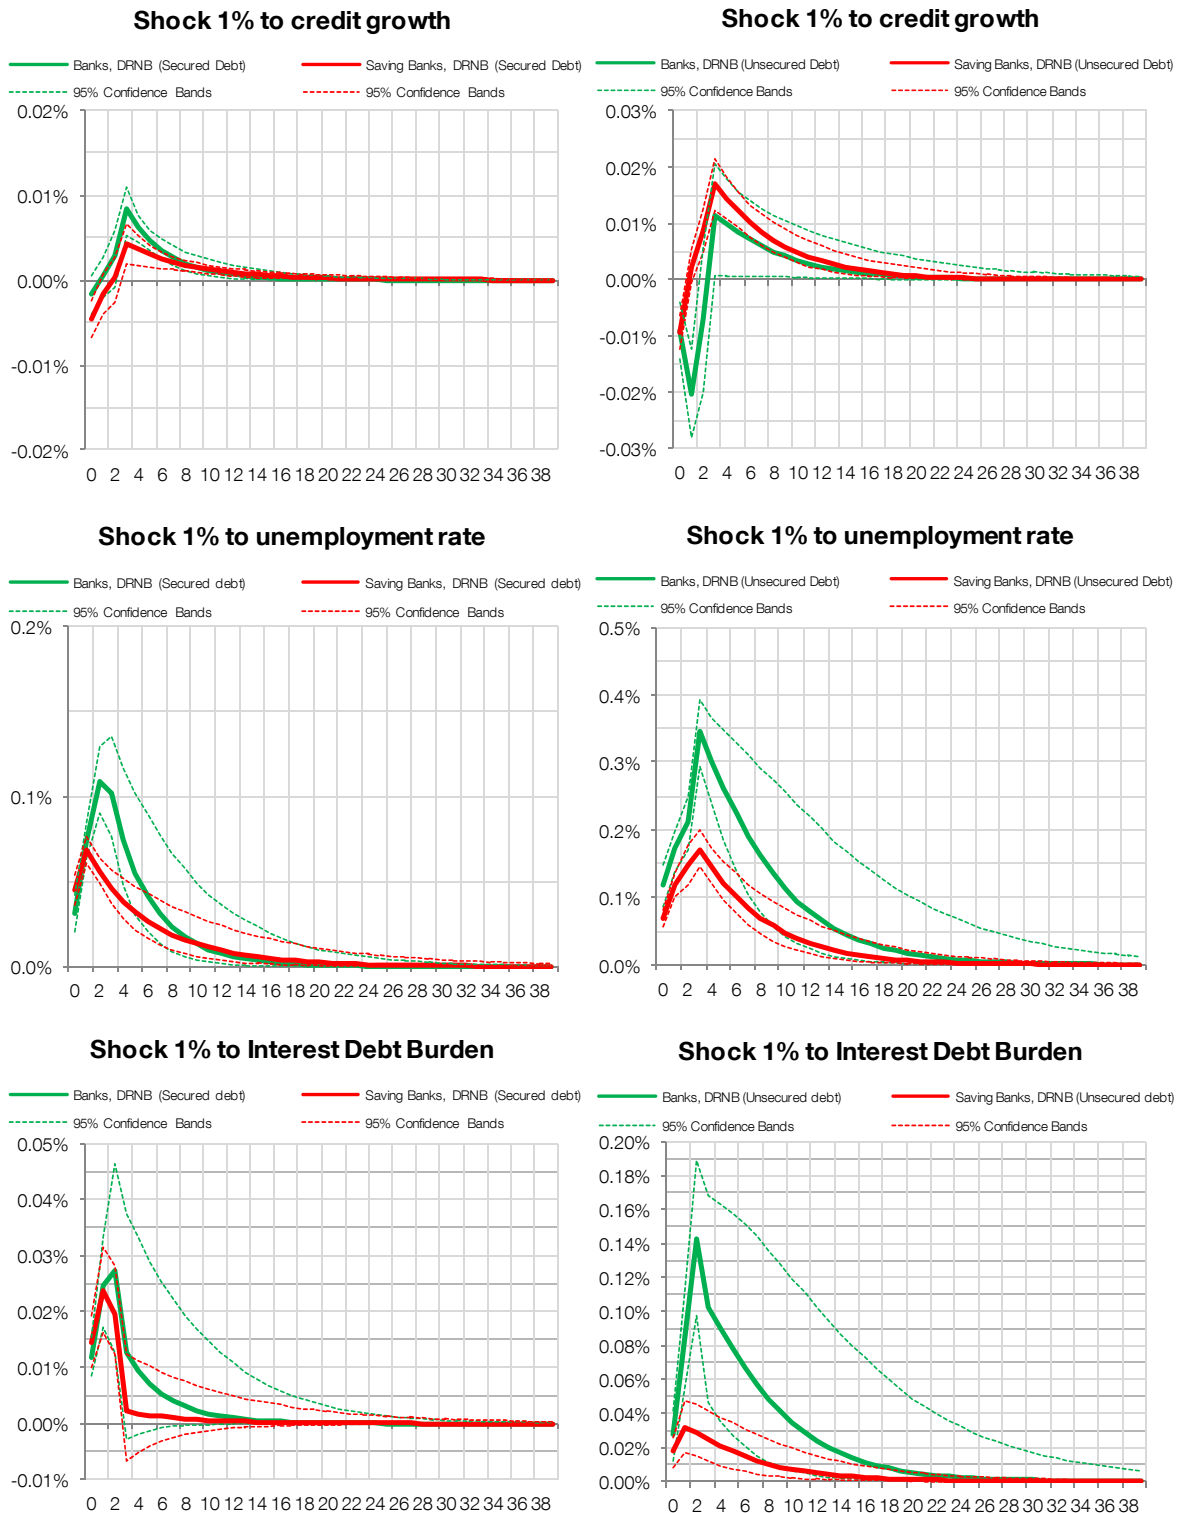 Shock 1% to credit growth
Banks, DRNB (Secured Debt)
Saving Banks, DRNB (Secured Debt)
95% Confidence Bands
95% Confidence Bands
0.02%
0.01%
0.00%
-0.01%
-0.02%
0 2 4 6 8 10 12 14 16 18 20 22 24 26 28 30 32 34 36 38
Shock 1% to credit growth
Banks, DRNB (Unsecured Debt)
Saving Banks, DRNB (Unsecured Debt)
95% Confidence Bands
95% Confidence Bands
0.03%
0.02%
0.01%
0.00%
-0.01%
-0.02%
-0.03%
0 2 4 6 8 10 12 14 16 18 20 22 24 26 28 30 32 34 36 38
Shock 1% to unemployment rate
Banks, DRNB (Secured debt)
Saving Banks, DRNB (Secured debt)
95% Confidence Bands
95% Confidence Bands
0.2%
0.1%
0.0%
0 2 4 6 8 10 12 14 16 18 20 22 24 26 28 30 32 34 36 38
Shock 1% to unemployment rate
Banks, DRNB (Unsecured Debt)
Saving Banks, DRNB (Unsecured Debt)
95% Confidence Bands
95% Confidence Bands
0.5%
0.4%
0.3%
0.2%
0.1%
0.0%
0 2 4 6 8 10 12 14 16 18 20 22 24 26 28 30 32 34 36 38
Shock 1% to Interest Debt Burden
Banks, DRNB (Secured debt)
Saving Banks, DRNB (Secured debt)
95% Confidence Bands
95% Confidence Bands
0.05%
0.04%
0.03%
0.02%
0.01%
0.00%
-0.01%
0 2 4 6 8 10 12 14 16 18 20 22 24 26 28 30 32 34 36 38
Shock 1% to Interest Debt Burden
Banks, DRNB (Unsecured debt)
Saving Banks, DRNB (Unsecured debt)
95% Confidence Bands
95% Confidence Bands
0.20%
0.18%
0.16%
0.14%
0.12%
0.10%
0.08%
0.06%
0.04%
0.02%
0.00%
0 2 4 6 8 10 12 14 16 18 20 22 24 26 28 30 32 34 36 38